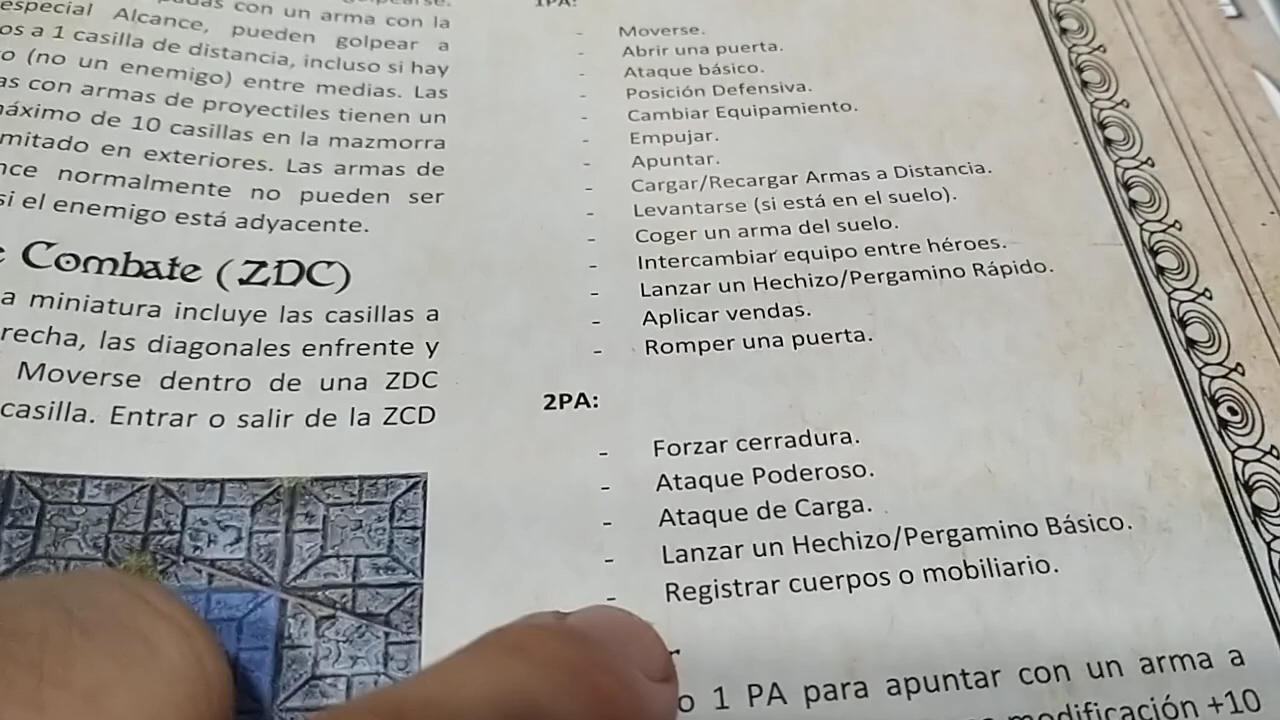 con un arma con la
especial Alcance, pueden golpear a
os a 1 casilla de distancia, incluso si hay
o (no un enemigo) entre medias. Las
as con armas de proyectiles tienen un
máximo de 10 casillas en la mazmorra
mitado en exteriores. Las armas de
nce normalmente no pueden ser
si el enemigo está adyacente.
Combate (ZDC)
a miniatura incluye las casillas a
recha, las diagonales enfrente y
Moverse dentro de una ZDC
casilla. Entrar o salir de la ZCD
1PA:
- Moverse.
- Abrir una puerta.
- Ataque básico.
- Posición Defensiva.
- Cambiar Equipamiento.
- Empujar.
- Apuntar.
- Cargar/Recargar Armas a Distancia.
- Levantarse (si está en el suelo).
- Coger un arma del suelo.
- Intercambiar equipo entre héroes.
- Lanzar un Hechizo/Pergamino Rápido.
- Aplicar vendas.
- Romper una puerta.
2PA:
- Forzar cerradura.
- Ataque Poderoso.
- Ataque de Carga.
- Lanzar un Hechizo/Pergamino Básico.
- Registrar cuerpos o mobiliario.
o 1 PA para apuntar con un arma a
modificación +10